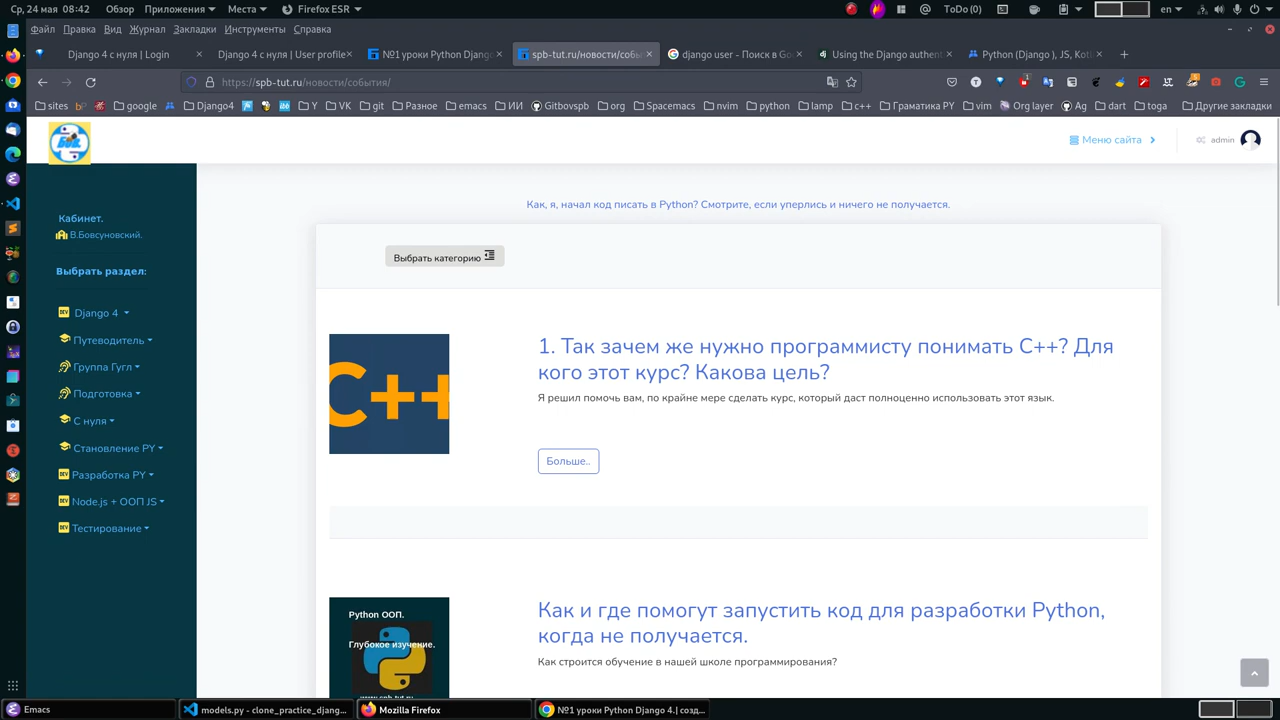 Ср, 24 мая 08:42
Обзор
Приложения
Места
Firefox ESR
ToDo (0)
en
Файл Правка Вид Журнал Закладки Инструменты Справка
Django 4 с нуля | Login
Django 4 с нуля | User profile
№1 уроки Python Django
spb-tut.ru/новости/собы
django user - Поиск в Go
Using the Django authent
Python (Django ), JS, Kotl
https://spb-tut.ru/новости/события/
sites
google
Django4
Y
VK
git
Разное
emacs
ИИ
Gitbovspb
org
Spacemacs
nvim
python
lamp
c++
Граматика PY
vim
Org layer
Ag
dart
toga
Другие закладки
Меню сайта
admin
Кабинет.
В.Бовсуновский.
Выбрать раздел:
Django 4
Путеводитель
Группа Гугл
Подготовка
С нуля
Становление PY
Разработка PY
Node.js + ООП JS
Тестирование
Как, я, начал код писать в Python? Смотрите, если уперлись и ничего не получается.
Выбрать категорию
C++
1. Так зачем же нужно программисту понимать C++? Для
кого этот курс? Какова цель?
Я решил помочь вам, по крайне мере сделать курс, который даст полноценно использовать этот язык.
Больше..
Python ООП.
Глубокое изучение.
www.spb-tut.ru
Как и где помогут запустить код для разработки Python,
когда не получается.
Как строится обучение в нашей школе программирования?
Emacs
models.py - clone_practice_djang...
Mozilla Firefox
№1 уроки Python Django 4.| созд...